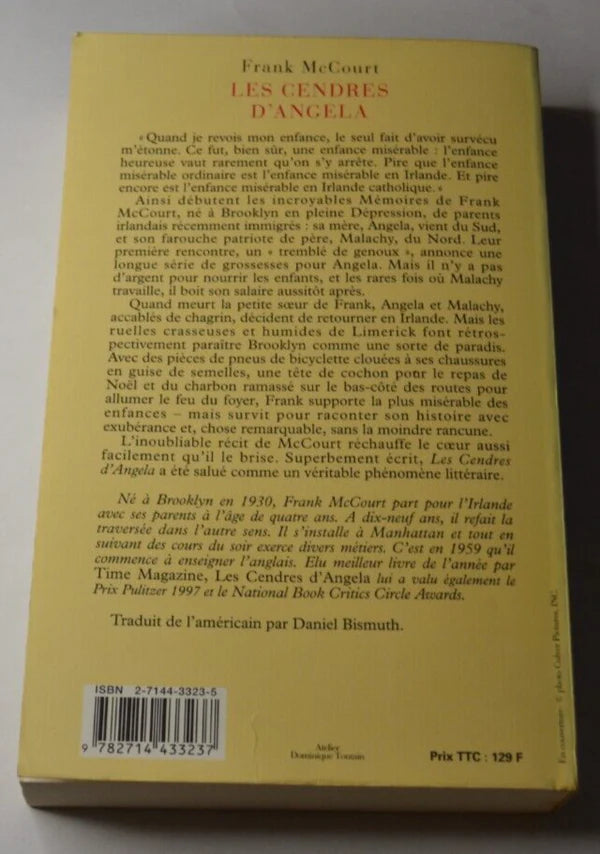 Frank McCourt
LES CENDRES
D'ANGELA
« Quand je revois mon enfance, le seul fait d'avoir survécu
m'étonne. Ce fut, bien sûr, une enfance misérable : l'enfance
heureuse vaut rarement qu'on s'y arrête. Pire que l'enfance
misérable ordinaire est l'enfance misérable en Irlande. Et pire
encore est l'enfance misérable en Irlande catholique. »
Ainsi débutent les incroyables Mémoires de Frank
McCourt, né à Brooklyn en pleine Dépression, de parents
irlandais récemment immigrés : sa mère, Angela, vient du Sud,
et son farouche patriote de père, Malachy, du Nord. Leur
première rencontre, un « tremblé de genoux », annonce une
longue série de grossesses pour Angela. Mais il n'y a pas
d'argent pour nourrir les enfants, et les rares fois où Malachy
travaille, il boit son salaire aussitôt après.
Quand meurt la petite sœur de Frank, Angela et Malachy,
accablés de chagrin, décident de retourner en Irlande. Mais les
ruelles crasseuses et humides de Limerick font rétros-
pectivement paraître Brooklyn comme une sorte de paradis.
Avec des pièces de pneus de bicyclette clouées à ses chaussures
en guise de semelles, une tête de cochon pour le repas de
Noël et du charbon ramassé sur le bas-côté des routes pour
allumer le feu du foyer, Frank supporte la plus misérable des
enfances – mais survit pour raconter son histoire avec
exubérance et, chose remarquable, sans la moindre rancune.
L'inoubliable récit de McCourt réchauffe le cœur aussi
facilement qu'il le brise. Superbement écrit, Les Cendres
d'Angela a été salué comme un véritable phénomène littéraire.
Né à Brooklyn en 1930, Frank McCourt part pour l'Irlande
avec ses parents à l'âge de quatre ans. A dix-neuf ans, il refait la
traversée dans l'autre sens. Il s'installe à Manhattan et tout en
suivant des cours du soir exerce divers métiers. C'est en 1959 qu'il
commence à enseigner l'anglais. Elu meilleur livre de l'année par
Time Magazine, Les Cendres d'Angela lui a valu également le
Prix Pulitzer 1997 et le National Book Critics Circle Awards.
Traduit de l'américain par Daniel Bismuth.
ISBN 2-7144-3323-5
9 782714 433237
Atelier
Dominique Toutain
Prix TTC : 129 F
En couverture : © photo Culver Pictures, INC